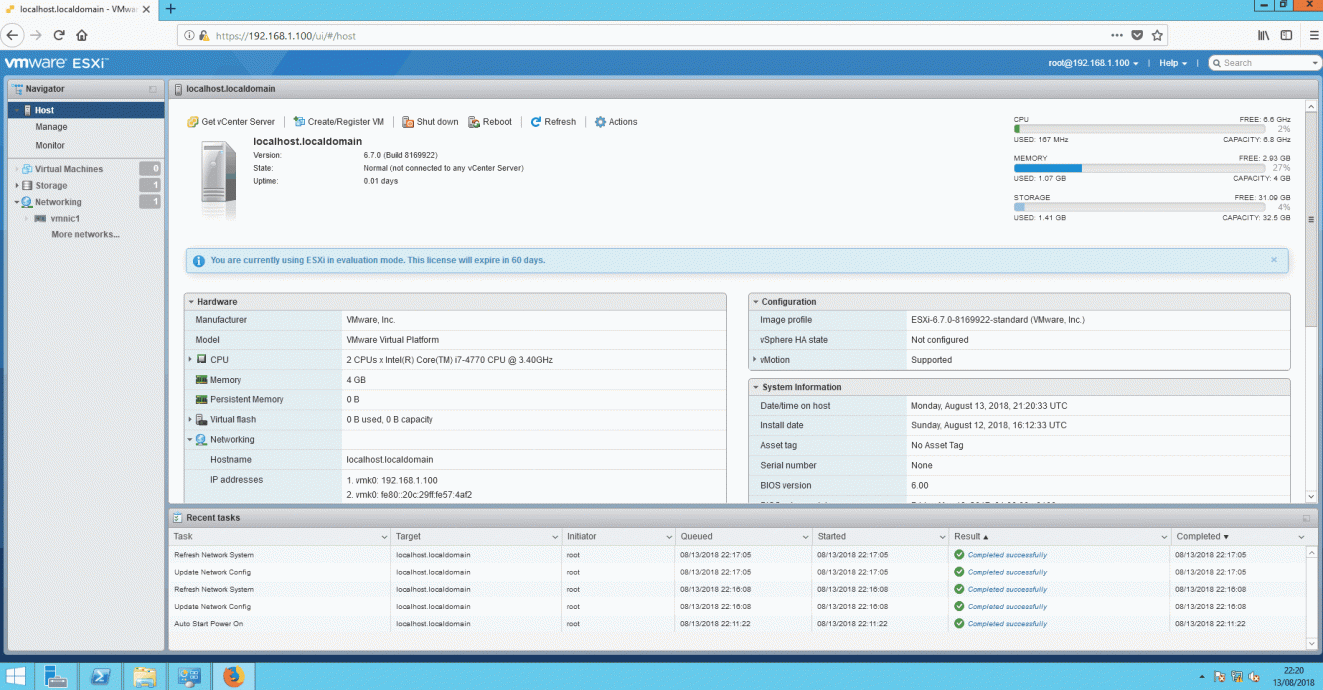 localhost.localdomain - VMwa
https://192.168.1.100/ui/#/host
vmware ESXi™
root@192.168.1.100 | Help | Search
Navigator
Host
Manage
Monitor
Virtual Machines 0
Storage 1
Networking 1
vmnic1
More networks...
localhost.localdomain
Get vCenter Server | Create/Register VM | Shut down Reboot | Refresh | Actions
localhost.localdomain
Version: 6.7.0 (Build 8169922)
State: Normal (not connected to any vCenter Server)
Uptime: 0.01 days
CPU FREE: 6.6 GHz
2%
USED: 167 MHz CAPACITY: 6.8 GHz
MEMORY FREE: 2.93 GB
27%
USED: 1.07 GB CAPACITY: 4 GB
STORAGE FREE: 31.09 GB
4%
USED: 1.41 GB CAPACITY: 32.5 GB
You are currently using ESXi in evaluation mode. This license will expire in 60 days.
Hardware
Manufacturer VMware, Inc.
Model VMware Virtual Platform
CPU 2 CPUs x Intel(R) Core(TM) i7-4770 CPU @ 3.40GHz
Memory 4 GB
Persistent Memory 0 B
Virtual flash 0 B used, 0 B capacity
Networking
Hostname localhost.localdomain
IP addresses 1. vmk0: 192.168.1.100
2. vmk0: fe80::20c:29ff:fe57:4af2
Configuration
Image profile ESXi-6.7.0-8169922-standard (VMware, Inc.)
vSphere HA state Not configured
vMotion Supported
System Information
Date/time on host Monday, August 13, 2018, 21:20:33 UTC
Install date Sunday, August 12, 2018, 16:12:33 UTC
Asset tag No Asset Tag
Serial number None
BIOS version 6.00
Recent tasks
Task Target Initiator Queued Started Result Completed
Refresh Network System localhost.localdomain root 08/13/2018 22:17:05 08/13/2018 22:17:05 Completed successfully 08/13/2018 22:17:05
Update Network Config localhost.localdomain root 08/13/2018 22:17:05 08/13/2018 22:17:05 Completed successfully 08/13/2018 22:17:05
Refresh Network System localhost.localdomain root 08/13/2018 22:16:08 08/13/2018 22:16:08 Completed successfully 08/13/2018 22:16:08
Update Network Config localhost.localdomain root 08/13/2018 22:16:08 08/13/2018 22:16:08 Completed successfully 08/13/2018 22:16:08
Auto Start Power On localhost.localdomain root 08/13/2018 22:11:22 08/13/2018 22:11:22 Completed successfully 08/13/2018 22:11:22
22:20
13/08/2018